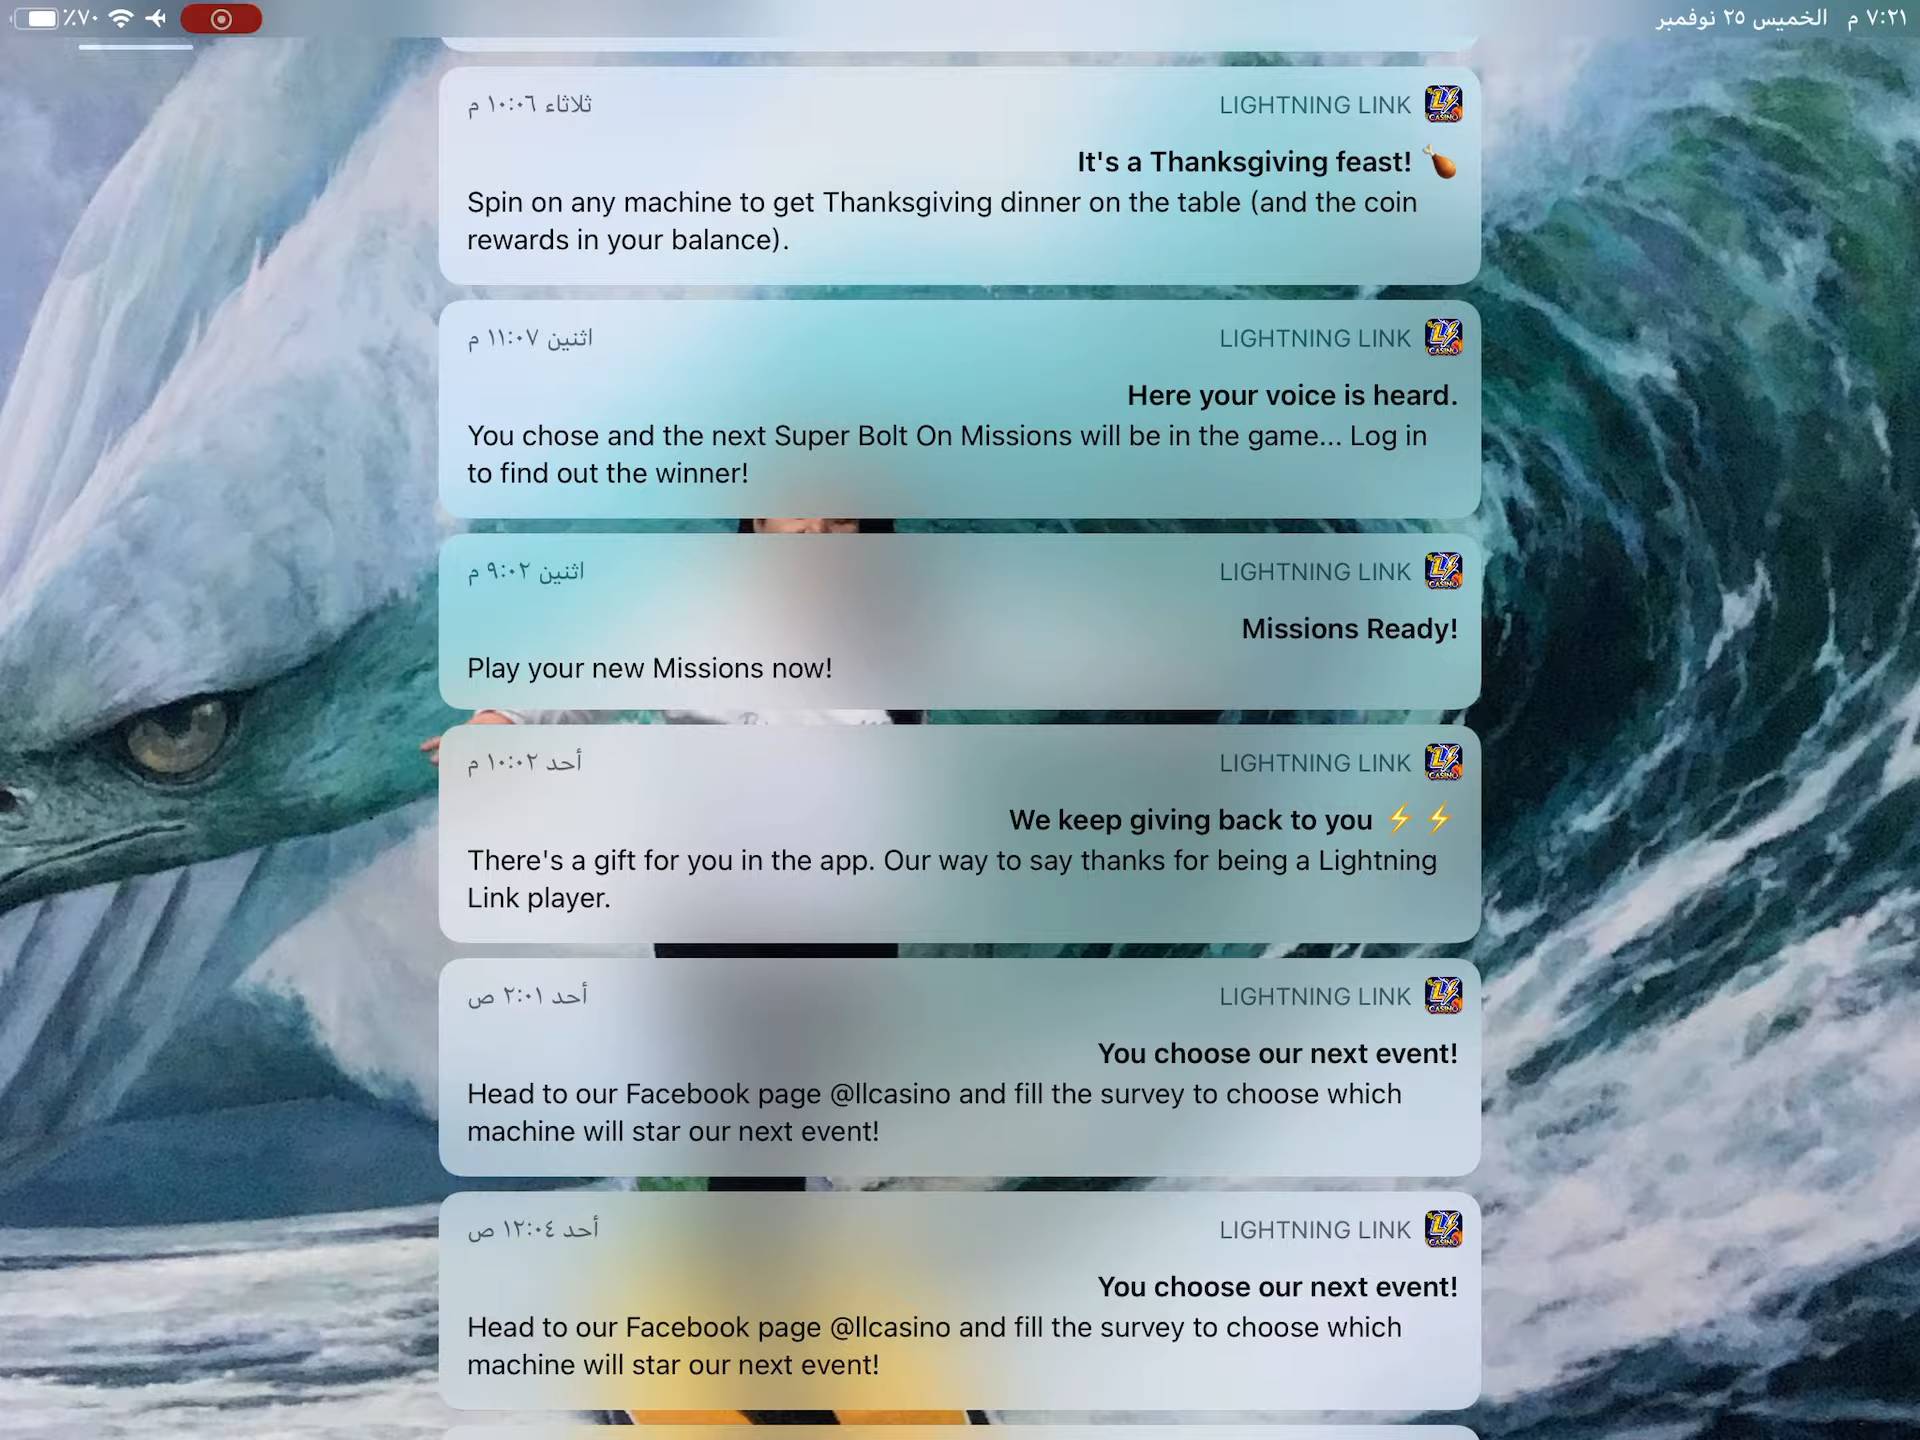 ٧:٢١ م الخميس ٢٥ نوفمبر
٪٧٠
LIGHTNING LINK
ثلاثاء ١٠:٠٦ م
It's a Thanksgiving feast! 🍗
Spin on any machine to get Thanksgiving dinner on the table (and the coin
rewards in your balance).
LIGHTNING LINK
اثنين ١١:٠٧ م
Here your voice is heard.
You chose and the next Super Bolt On Missions will be in the game... Log in
to find out the winner!
LIGHTNING LINK
اثنين ٩:٠٢ م
Missions Ready!
Play your new Missions now!
LIGHTNING LINK
أحد ١٠:٠٢ م
We keep giving back to you ⚡ ⚡
There's a gift for you in the app. Our way to say thanks for being a Lightning
Link player.
LIGHTNING LINK
أحد ٢:٠١ ص
You choose our next event!
Head to our Facebook page @llcasino and fill the survey to choose which
machine will star our next event!
LIGHTNING LINK
أحد ١٢:٠٤ ص
You choose our next event!
Head to our Facebook page @llcasino and fill the survey to choose which
machine will star our next event!